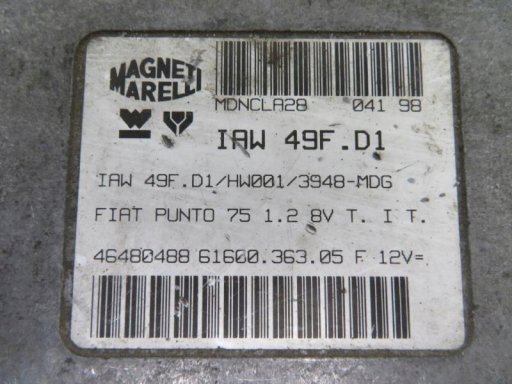 MAGNETI
MARELLI
MDNCLA28 041 98
IAW 49F.D1
IAW 49F.D1/HW001/3948-MDG
FIAT PUNTO 75 1.2 8V T. I T.
46480488 61600.363.05 F 12V=